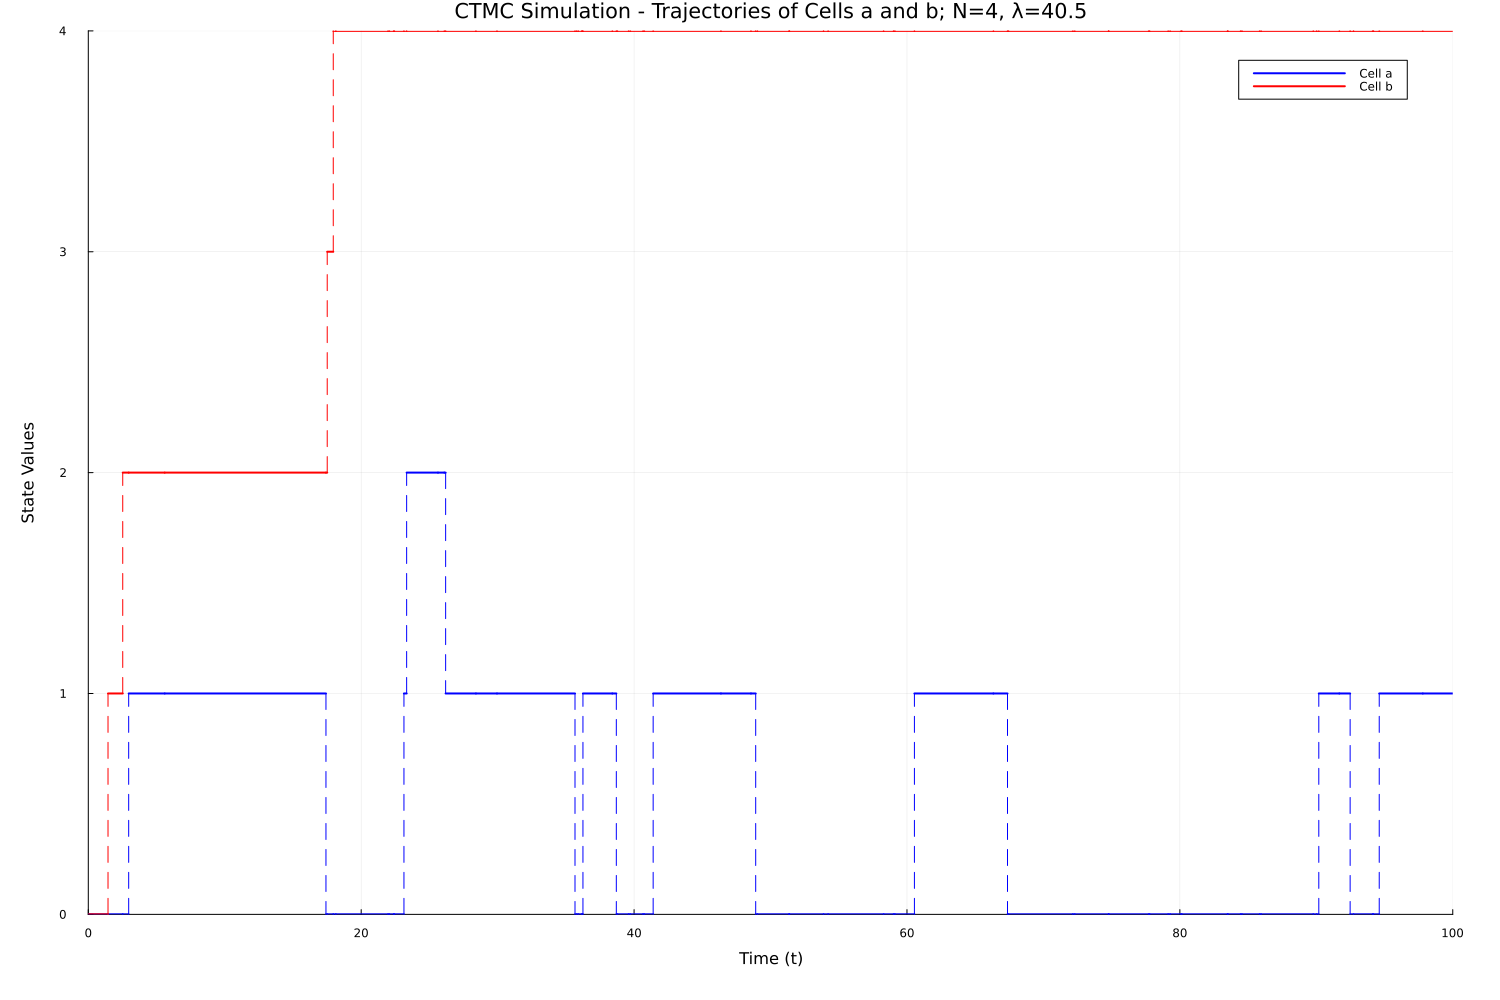 CTMC Simulation - Trajectories of Cells a and b; N=4, λ=40.5
4
Cell a
Cell b
3
State Values
2
1
0
0 20 40 60 80 100
Time (t)